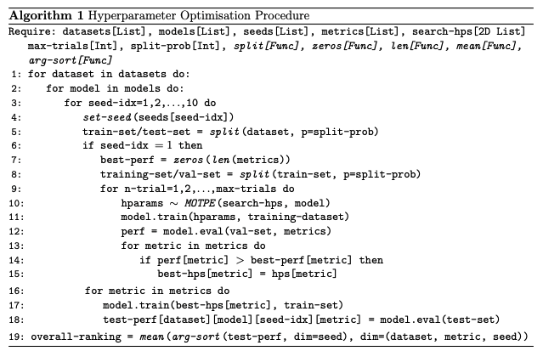 Algorithm 1 Hyperparameter Optimisation Procedure
Require: datasets[List], models[List], seeds[List], metrics[List], search-hps[2D List]
max-trials[Int], split-prob[Int], split[Func], zeros[Func], len[Func], mean[Func],
arg-sort[Func]
1: for dataset in datasets do:
2: for model in models do:
3: for seed-idx=1,2,...,10 do
4: set-seed(seeds[seed-idx])
5: train-set/test-set = split(dataset, p=split-prob)
6: if seed-idx = 1 then
7: best-perf = zeros(len(metrics))
8: training-set/val-set = split(train-set, p=split-prob)
9: for n-trial=1,2,...,max-trials do
10: hparams ∼ MOTPE(search-hps, model)
11: model.train(hparams, training-dataset)
12: perf = model.eval(val-set, metrics)
13: for metric in metrics do
14: if perf[metric] > best-perf[metric] then
15: best-hps[metric] = hps[metric]
16: for metric in metrics do
17: model.train(best-hps[metric], train-set)
18: test-perf[dataset][model][seed-idx][metric] = model.eval(test-set)
19: overall-ranking = mean(arg-sort(test-perf, dim=seed), dim=(dataset, metric, seed))